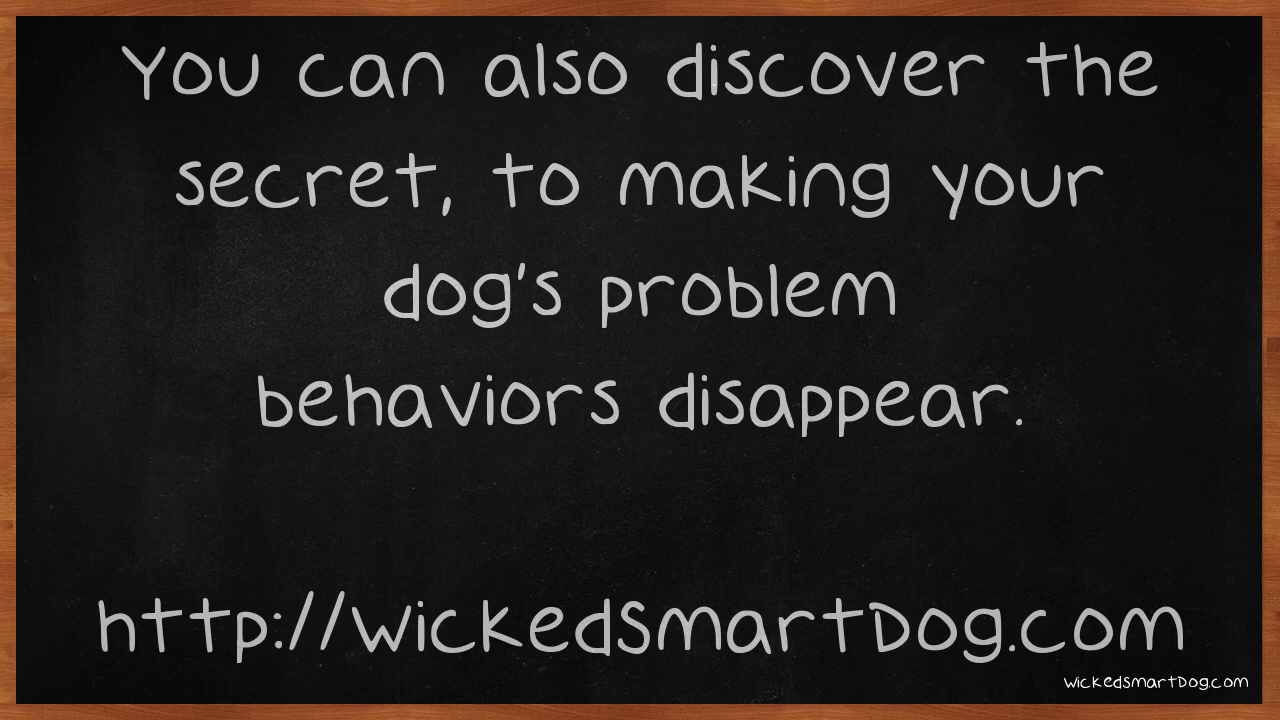 You can also discover the
secret, to making your
dog's problem
behaviors disappear.
http://WickedSmartDog.com
WickedSmartDog.com